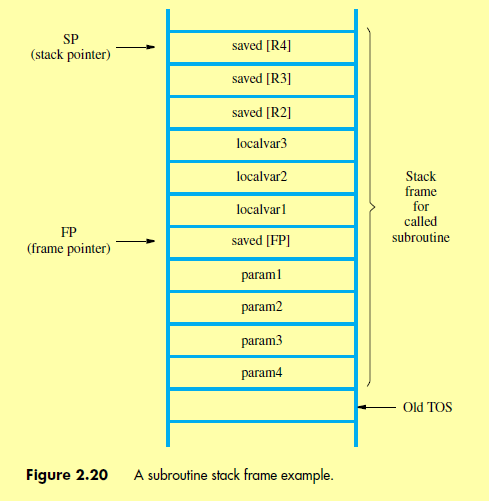 SP
(stack pointer)
saved [R4]
saved [R3]
saved [R2]
localvar3
localvar2
localvar1
FP
(frame pointer)
saved [FP]
param1
param2
param3
param4
Stack
frame
for
called
subroutine
Old TOS
Figure 2.20 A subroutine stack frame example.